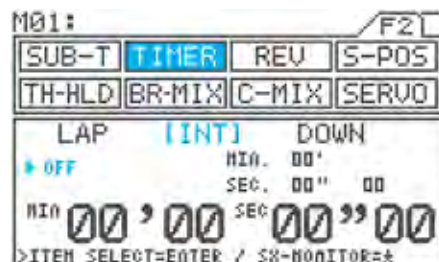 M01: F2
SUB-T TIMER REV S-POS
TH-HLD BR-MIX C-MIX SERVO
LAP [INT] DOWN
MIN. 00'
▶ OFF
SEC. 00" 00
MIN 00 ' 00 SEC 00 " 00
>ITEM SELECT=ENTER / SX-MONITOR=±